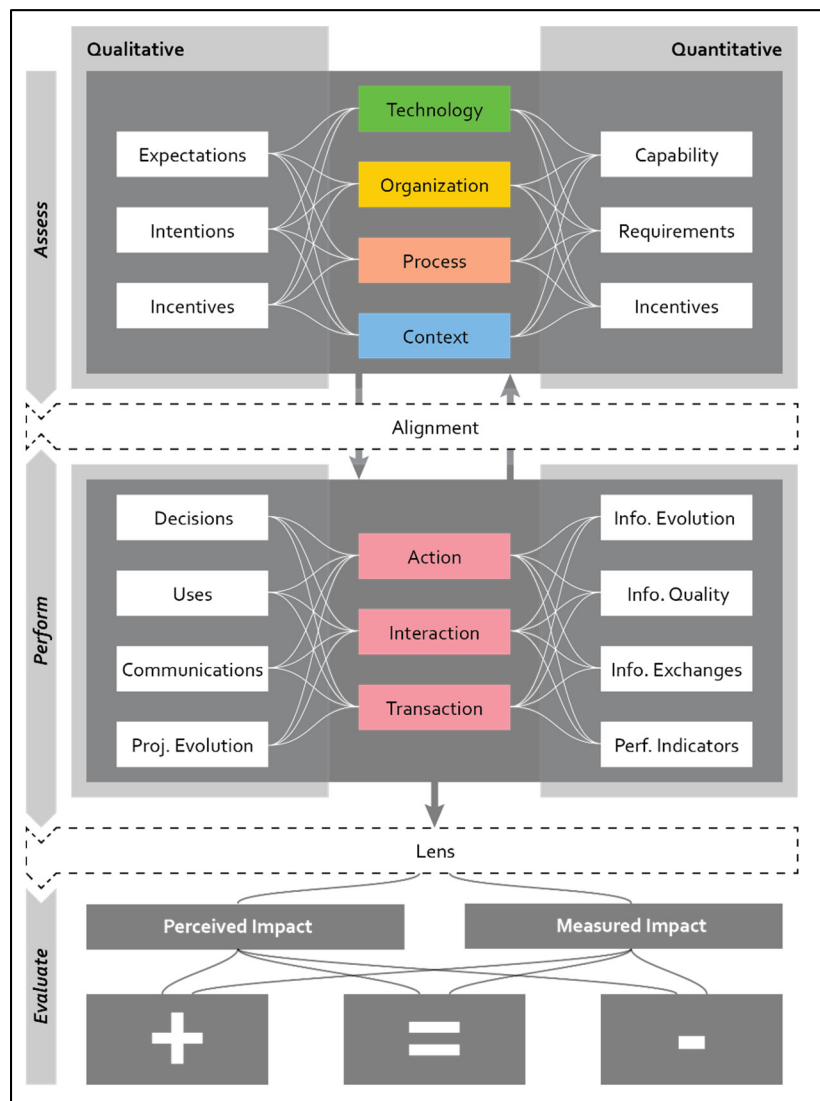 Qualitative
Quantitative
Assess
Technology
Expectations
Capability
Organization
Intentions
Requirements
Process
Incentives
Incentives
Context
Alignment
Perform
Decisions
Info. Evolution
Action
Uses
Info. Quality
Interaction
Communications
Info. Exchanges
Transaction
Proj. Evolution
Perf. Indicators
Lens
Evaluate
Perceived Impact
Measured Impact
+
=
-